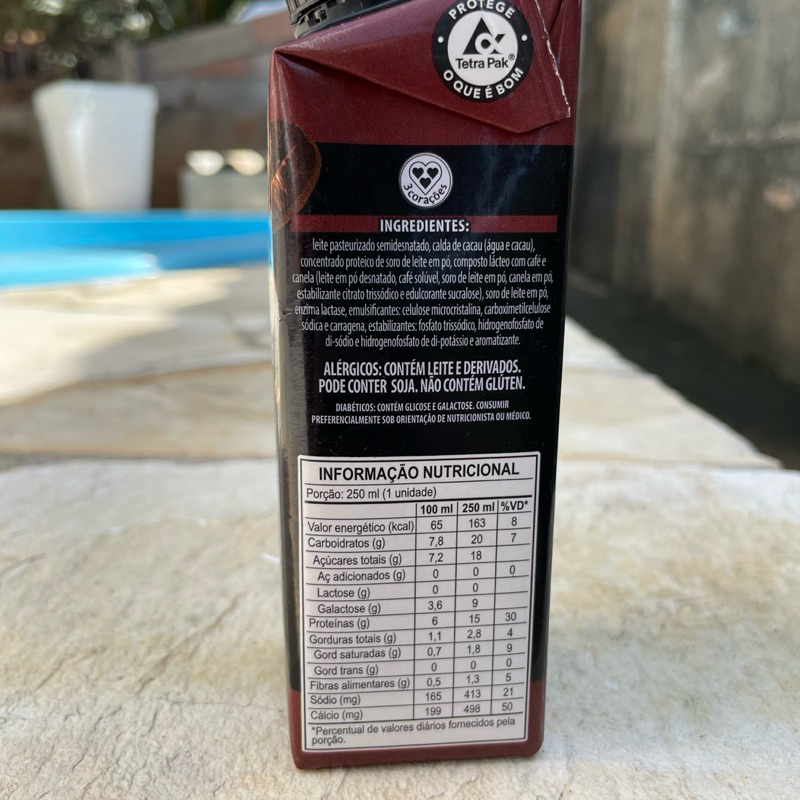 PROTEGE
Tetra Pak®
O QUE É BOM
3 corações
INGREDIENTES:
leite pasteurizado semidesnatado, calda de cacau (água e cacau),
concentrado proteico de soro de leite em pó, composto lácteo com café e
canela (leite em pó desnatado, café solúvel, soro de leite em pó, canela em pó,
estabilizante citrato trissódico e edulcorante sucralose), soro de leite em pó,
enzima lactase, emulsificantes: celulose microcristalina, carboximetilcelulose
sódica e carragena, estabilizantes: fosfato trissódico, hidrogenofosfato de
di-sódio e hidrogenofosfato de di-potássio e aromatizante.
ALÉRGICOS: CONTÉM LEITE E DERIVADOS.
PODE CONTER SOJA. NÃO CONTÉM GLÚTEN.
DIABÉTICOS: CONTÉM GLICOSE E GALACTOSE. CONSUMIR
PREFERENCIALMENTE SOB ORIENTAÇÃO DE NUTRICIONISTA OU MÉDICO.
INFORMAÇÃO NUTRICIONAL
Porção: 250 ml (1 unidade)
100 ml 250 ml %VD*
Valor energético (kcal) 65 163 8
Carboidratos (g) 7,8 20 7
Açúcares totais (g) 7,2 18
Aç adicionados (g) 0 0 0
Lactose (g) 0 0
Galactose (g) 3,6 9
Proteínas (g) 6 15 30
Gorduras totais (g) 1,1 2,8 4
Gord saturadas (g) 0,7 1,8 9
Gord trans (g) 0 0 0
Fibras alimentares (g) 0,5 1,3 5
Sódio (mg) 165 413 21
Cálcio (mg) 199 498 50
*Percentual de valores diários fornecidos pela
porção.